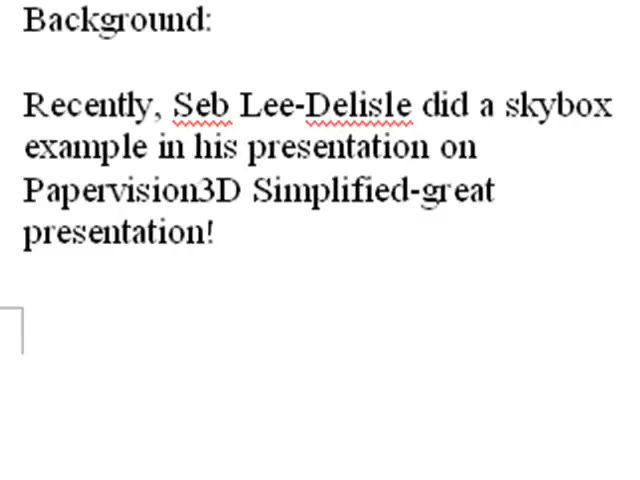 Background:
Recently, Seb Lee-Delisle did a skybox
example in his presentation on
Papervision3D Simplified-great
presentation!